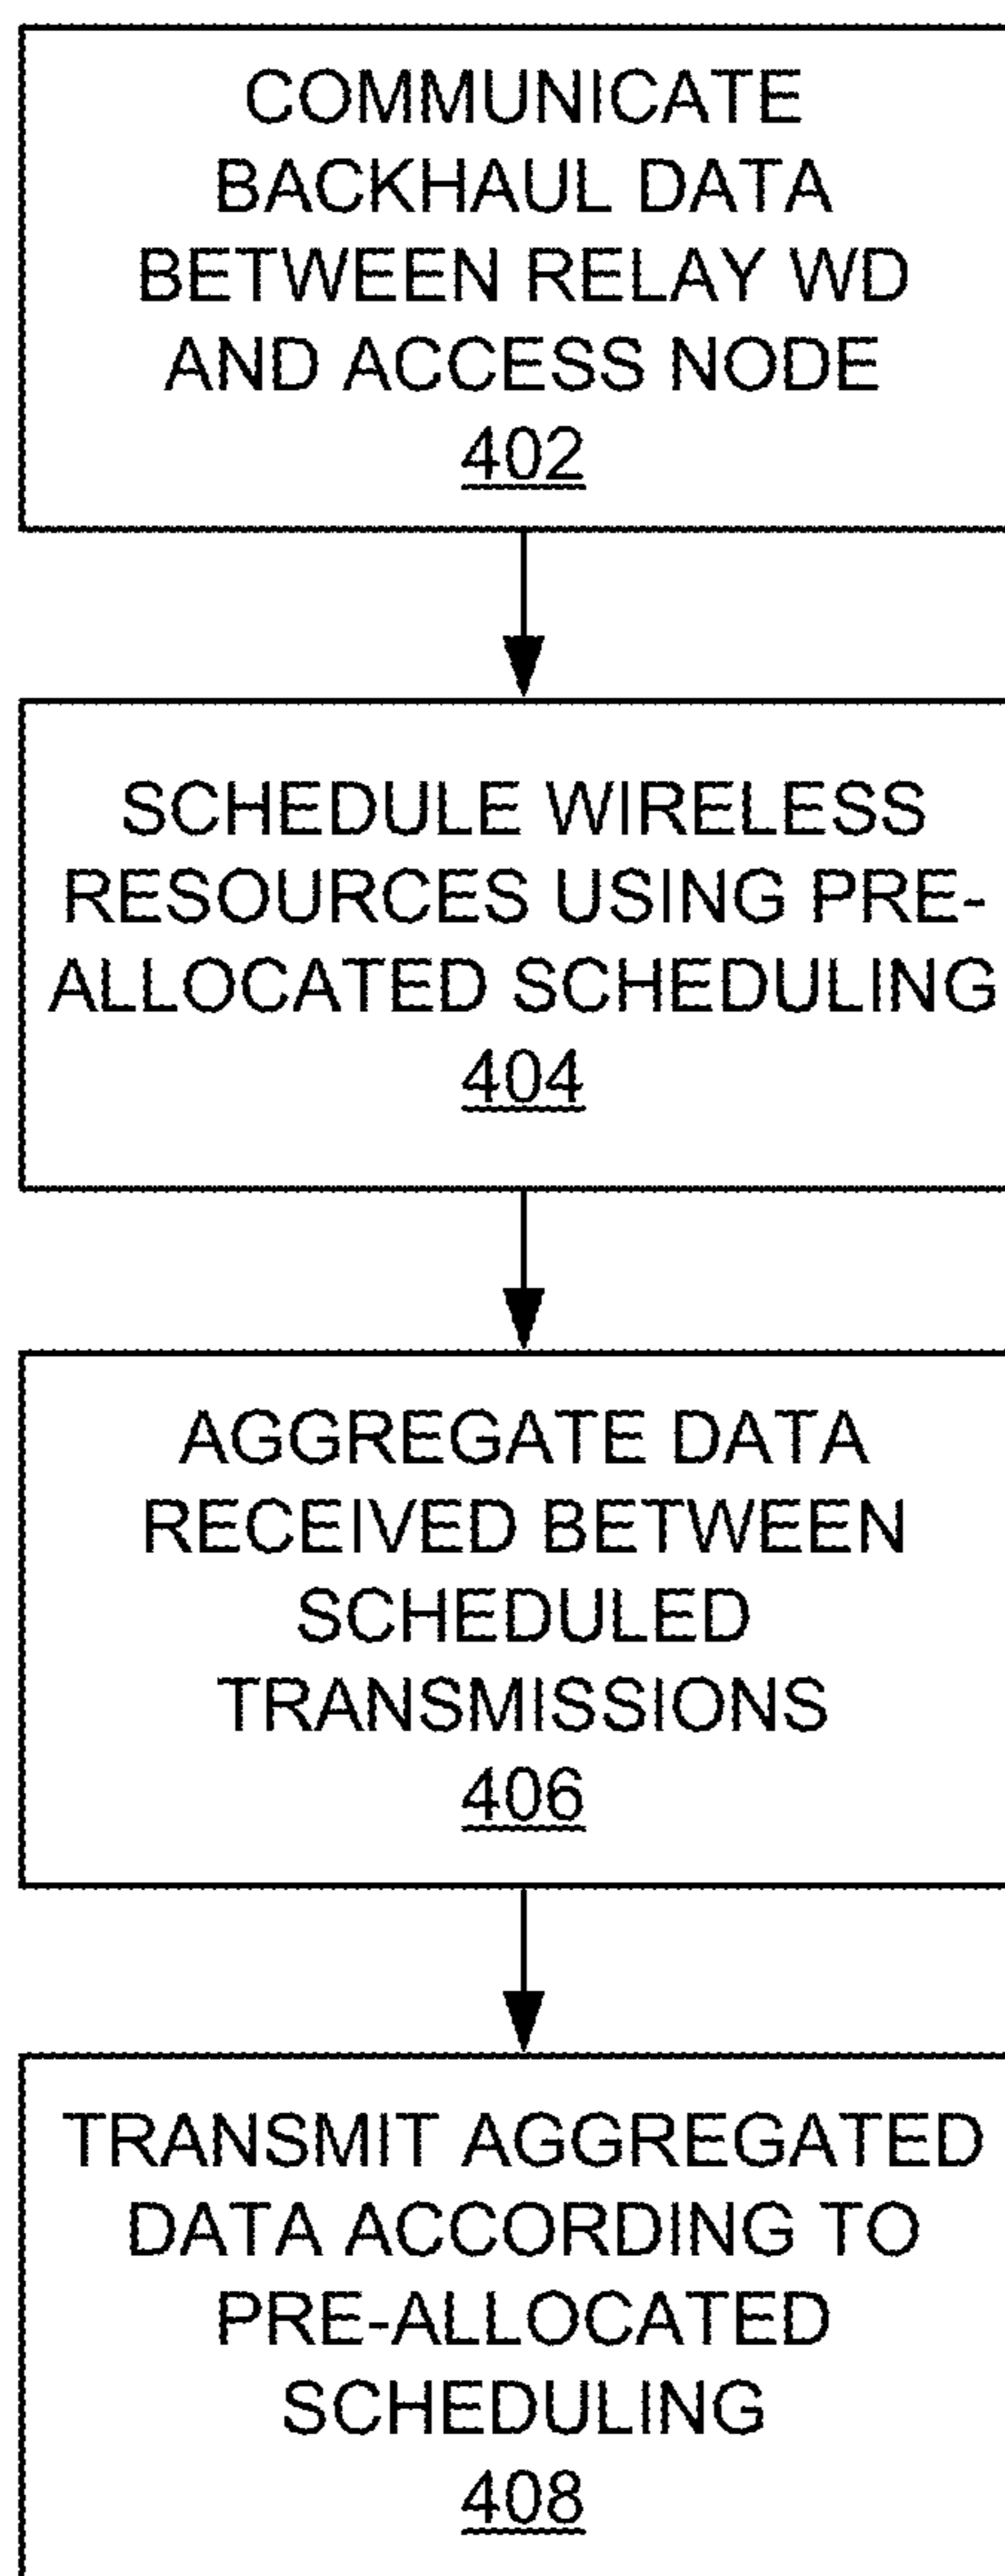 COMMUNICATE
BACKHAUL DATA
BETWEEN RELAY WD
AND ACCESS NODE
402
SCHEDULE WIRELESS
RESOURCES USING PRE-
ALLOCATED SCHEDULING
404
AGGREGATE DATA
RECEIVED BETWEEN
SCHEDULED
TRANSMISSIONS
406
TRANSMIT AGGREGATED
DATA ACCORDING TO
PRE-ALLOCATED
SCHEDULING
408